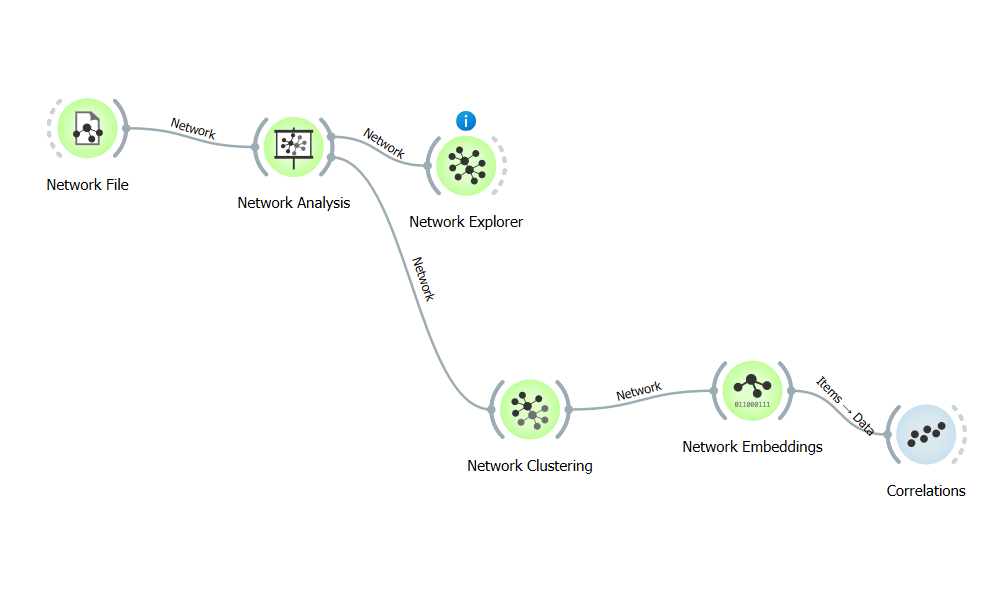 Network
Network
Network File
Network Analysis
Network Explorer
Network
Network
Items → Data
011000111
Network Embeddings
Network Clustering
Correlations